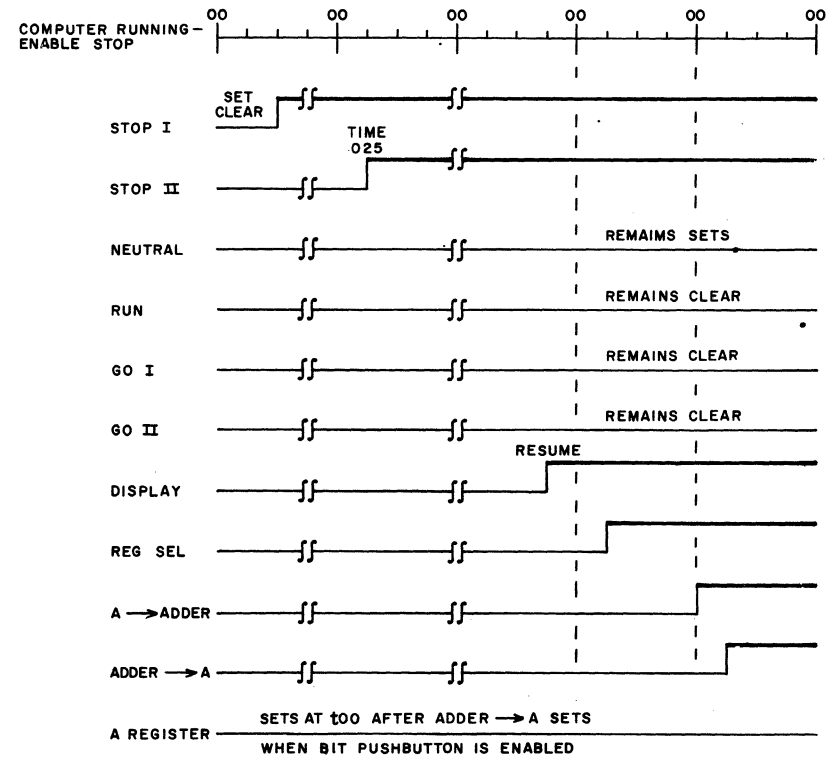 00 00 00 00 00 00
COMPUTER RUNNING—
ENABLE STOP
SET
CLEAR
STOP I
TIME
025
STOP II
NEUTRAL
REMAIMS SETS
RUN
REMAINS CLEAR
GO I
REMAINS CLEAR
GO II
REMAINS CLEAR
RESUME
DISPLAY
REG SEL
A → ADDER
ADDER → A
A REGISTER
SETS AT t00 AFTER ADDER → A SETS
WHEN BIT PUSHBUTTON IS ENABLED